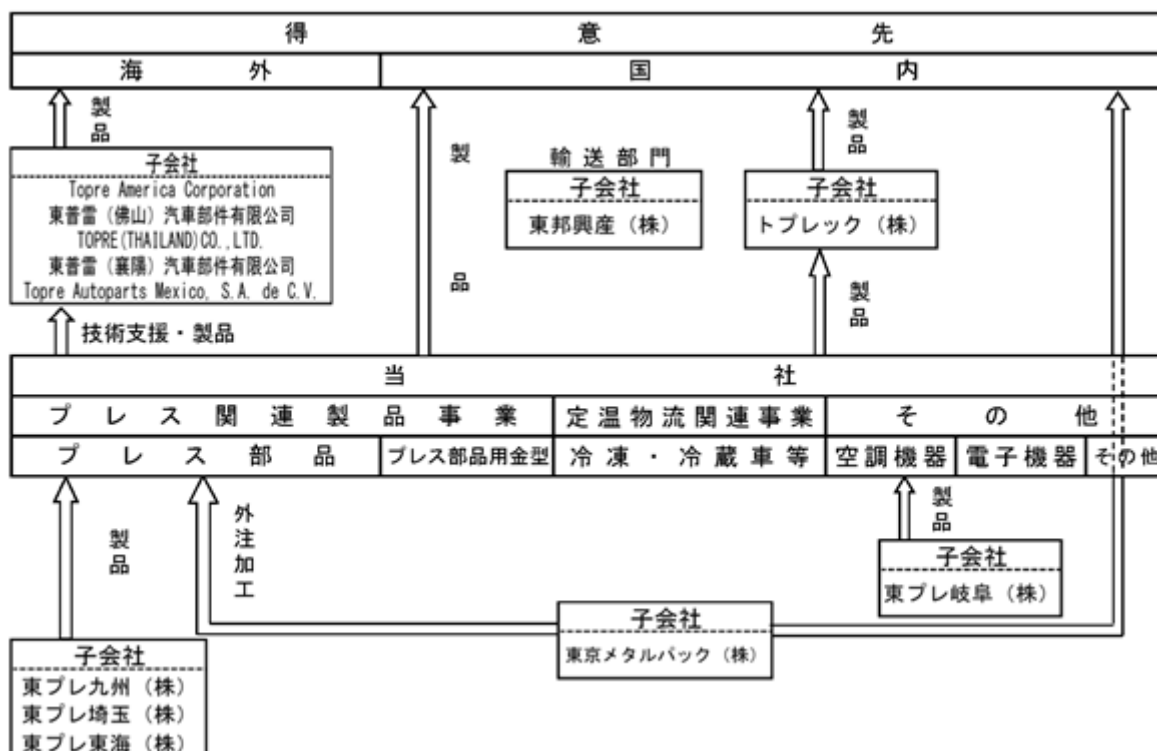 得意先
海外
国内
製品
製品
製品
輸送部門
子会社
Topre America Corporation
東普雷（佛山）汽車部件有限公司
TOPRE(THAILAND)CO.,LTD.
東普雷（襄陽）汽車部件有限公司
Topre Autoparts Mexico, S.A. de C.V.
子会社
東邦興産（株）
子会社
トプレック（株）
製品
技術支援・製品
当社
プレス関連製品事業
定温物流関連事業
その他
プレス部品
プレス部品用金型
冷凍・冷蔵車等
空調機器
電子機器
その他
製品
外注加工
製品
子会社
東プレ岐阜（株）
子会社
東京メタルパック（株）
子会社
東プレ九州（株）
東プレ埼玉（株）
東プレ東海（株）